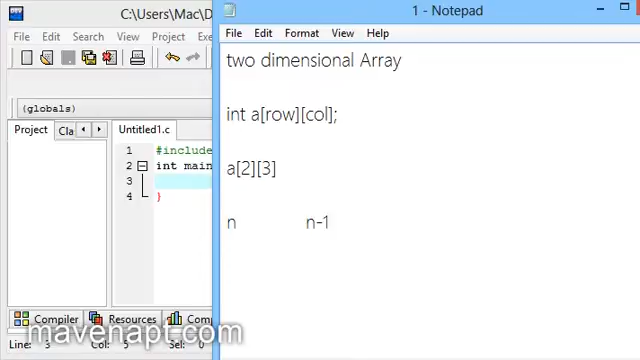 C:\Users\Mac\D
1 - Notepad
File Edit Search View Project Exec
File Edit Format View Help
two dimensional Array
int a[row][col];
a[2][3]
n n-1
(globals)
Project Cla
Untitled1.c
1 #include
2 int main
3
4 }
Compiler Resources Comp
mavenapt.com
Line: 3 Col: 5 Sel: 0